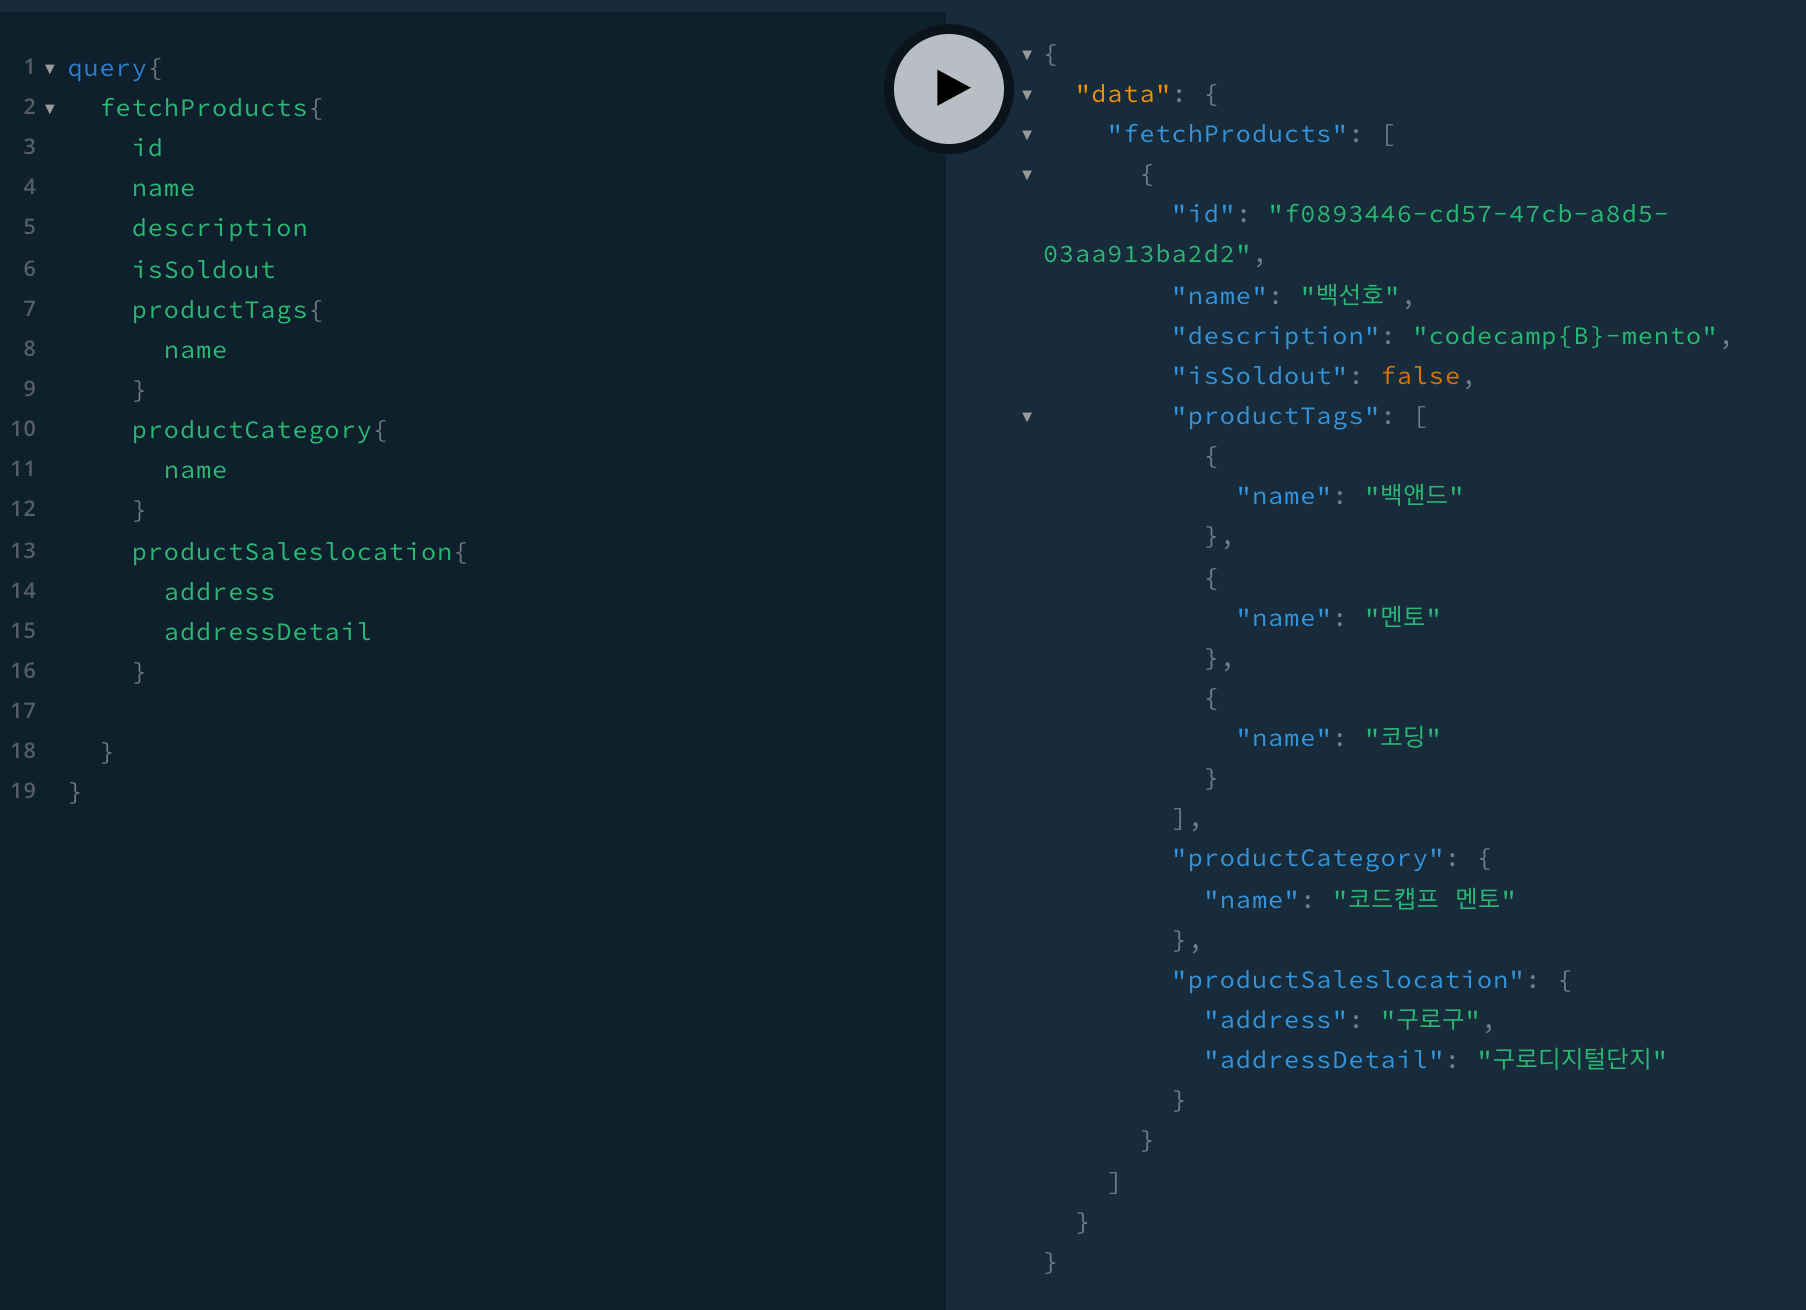 1 query{
2 fetchProducts{
3 id
4 name
5 description
6 isSoldout
7 productTags{
8 name
9 }
10 productCategory{
11 name
12 }
13 productSaleslocation{
14 address
15 addressDetail
16 }
17
18 }
19 }
{
"data": {
"fetchProducts": [
{
"id": "f0893446-cd57-47cb-a8d5-
03aa913ba2d2",
"name": "백선호",
"description": "codecamp{B}-mento",
"isSoldout": false,
"productTags": [
{
"name": "백앤드"
},
{
"name": "멘토"
},
{
"name": "코딩"
}
],
"productCategory": {
"name": "코드캡프 멘토"
},
"productSaleslocation": {
"address": "구로구",
"addressDetail": "구로디지털단지"
}
}
]
}
}